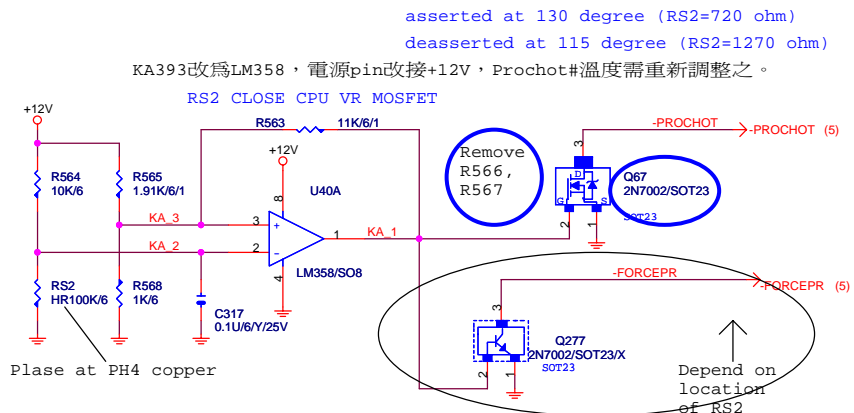 asserted at 130 degree (RS2=720 ohm)
deasserted at 115 degree (RS2=1270 ohm)
KA393改爲LM358，電源pin改接+12V，Prochot#溫度需重新調整之。
RS2 CLOSE CPU VR MOSFET
+12V
R563
11K/6/1
-PROCHOT
-PROCHOT (5)
+12V
Remove
R566,
R567
3
Q67
2N7002/SOT23
D
G
S
SOT23
2
1
R564
10K/6
R565
1.91K/6/1
U40A
8
KA_3
3
+
KA_2
2
-
1
KA_1
4
LM358/SO8
RS2
HR100K/6
R568
1K/6
C317
0.1U/6/Y/25V
-FORCEPR
-FORCEPR (5)
3
Q277
2N7002/SOT23/X
SOT23
2
1
Plase at PH4 copper
Depend on
location
of RS2